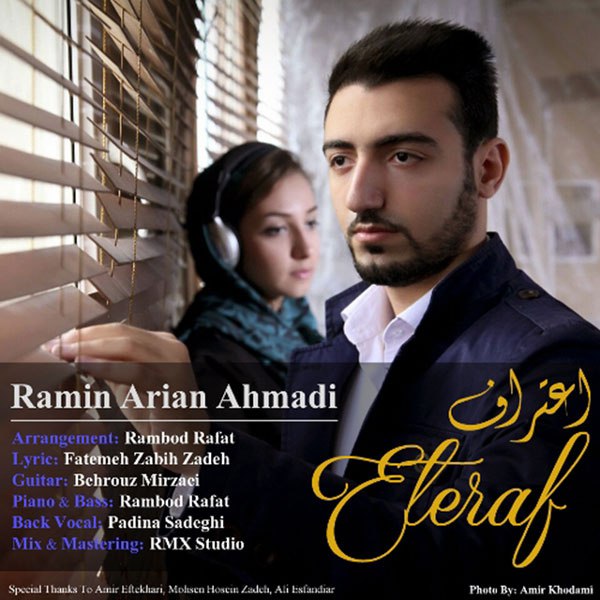 Ramin Arian Ahmadi
Arrangement: Rambod Rafat
Lyric: Fatemeh Zabih Zadeh
Guitar: Behrouz Mirzaei
Piano & Bass: Rambod Rafat
Back Vocal: Padina Sadeghi
Mix & Mastering: RMX Studio
اعتراف
Eteraf
Special Thanks To Amir Eftekhari, Mohsen Hosein Zadeh, Ali Esfandiar
Photo By: Amir Khodami